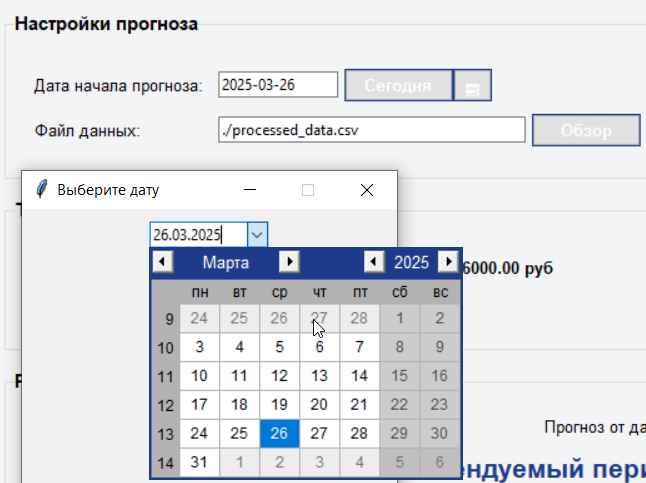 Настройки прогноза
Дата начала прогноза: 2025-03-26 Сегодня
Файл данных: ./processed_data.csv Обзор
Выберите дату
26.03.2025
Марта 2025
6000.00 руб
пн вт ср чт пт сб вс
9 24 25 26 27 28 1 2
10 3 4 5 6 7 8 9
11 10 11 12 13 14 15 16
12 17 18 19 20 21 22 23
13 24 25 26 27 28 29 30
Прогноз от да
14 31 1 2 3 4 5 6
ендуемый пери